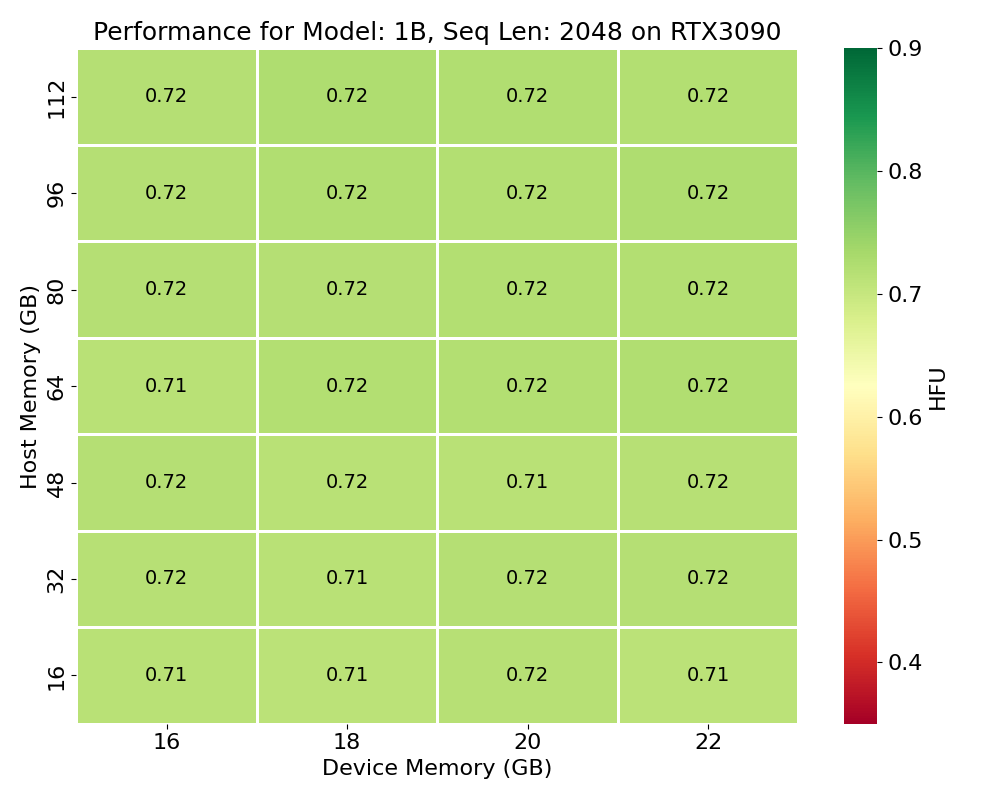 Performance for Model: 1B, Seq Len: 2048 on RTX3090
112 0.72 0.72 0.72 0.72
96 0.72 0.72 0.72 0.72
80 0.72 0.72 0.72 0.72
64 0.71 0.72 0.72 0.72
48 0.72 0.72 0.71 0.72
32 0.72 0.71 0.72 0.72
16 0.71 0.71 0.72 0.71
16 18 20 22
Device Memory (GB)
Host Memory (GB)
0.9
0.8
0.7
0.6
0.5
0.4
HFU